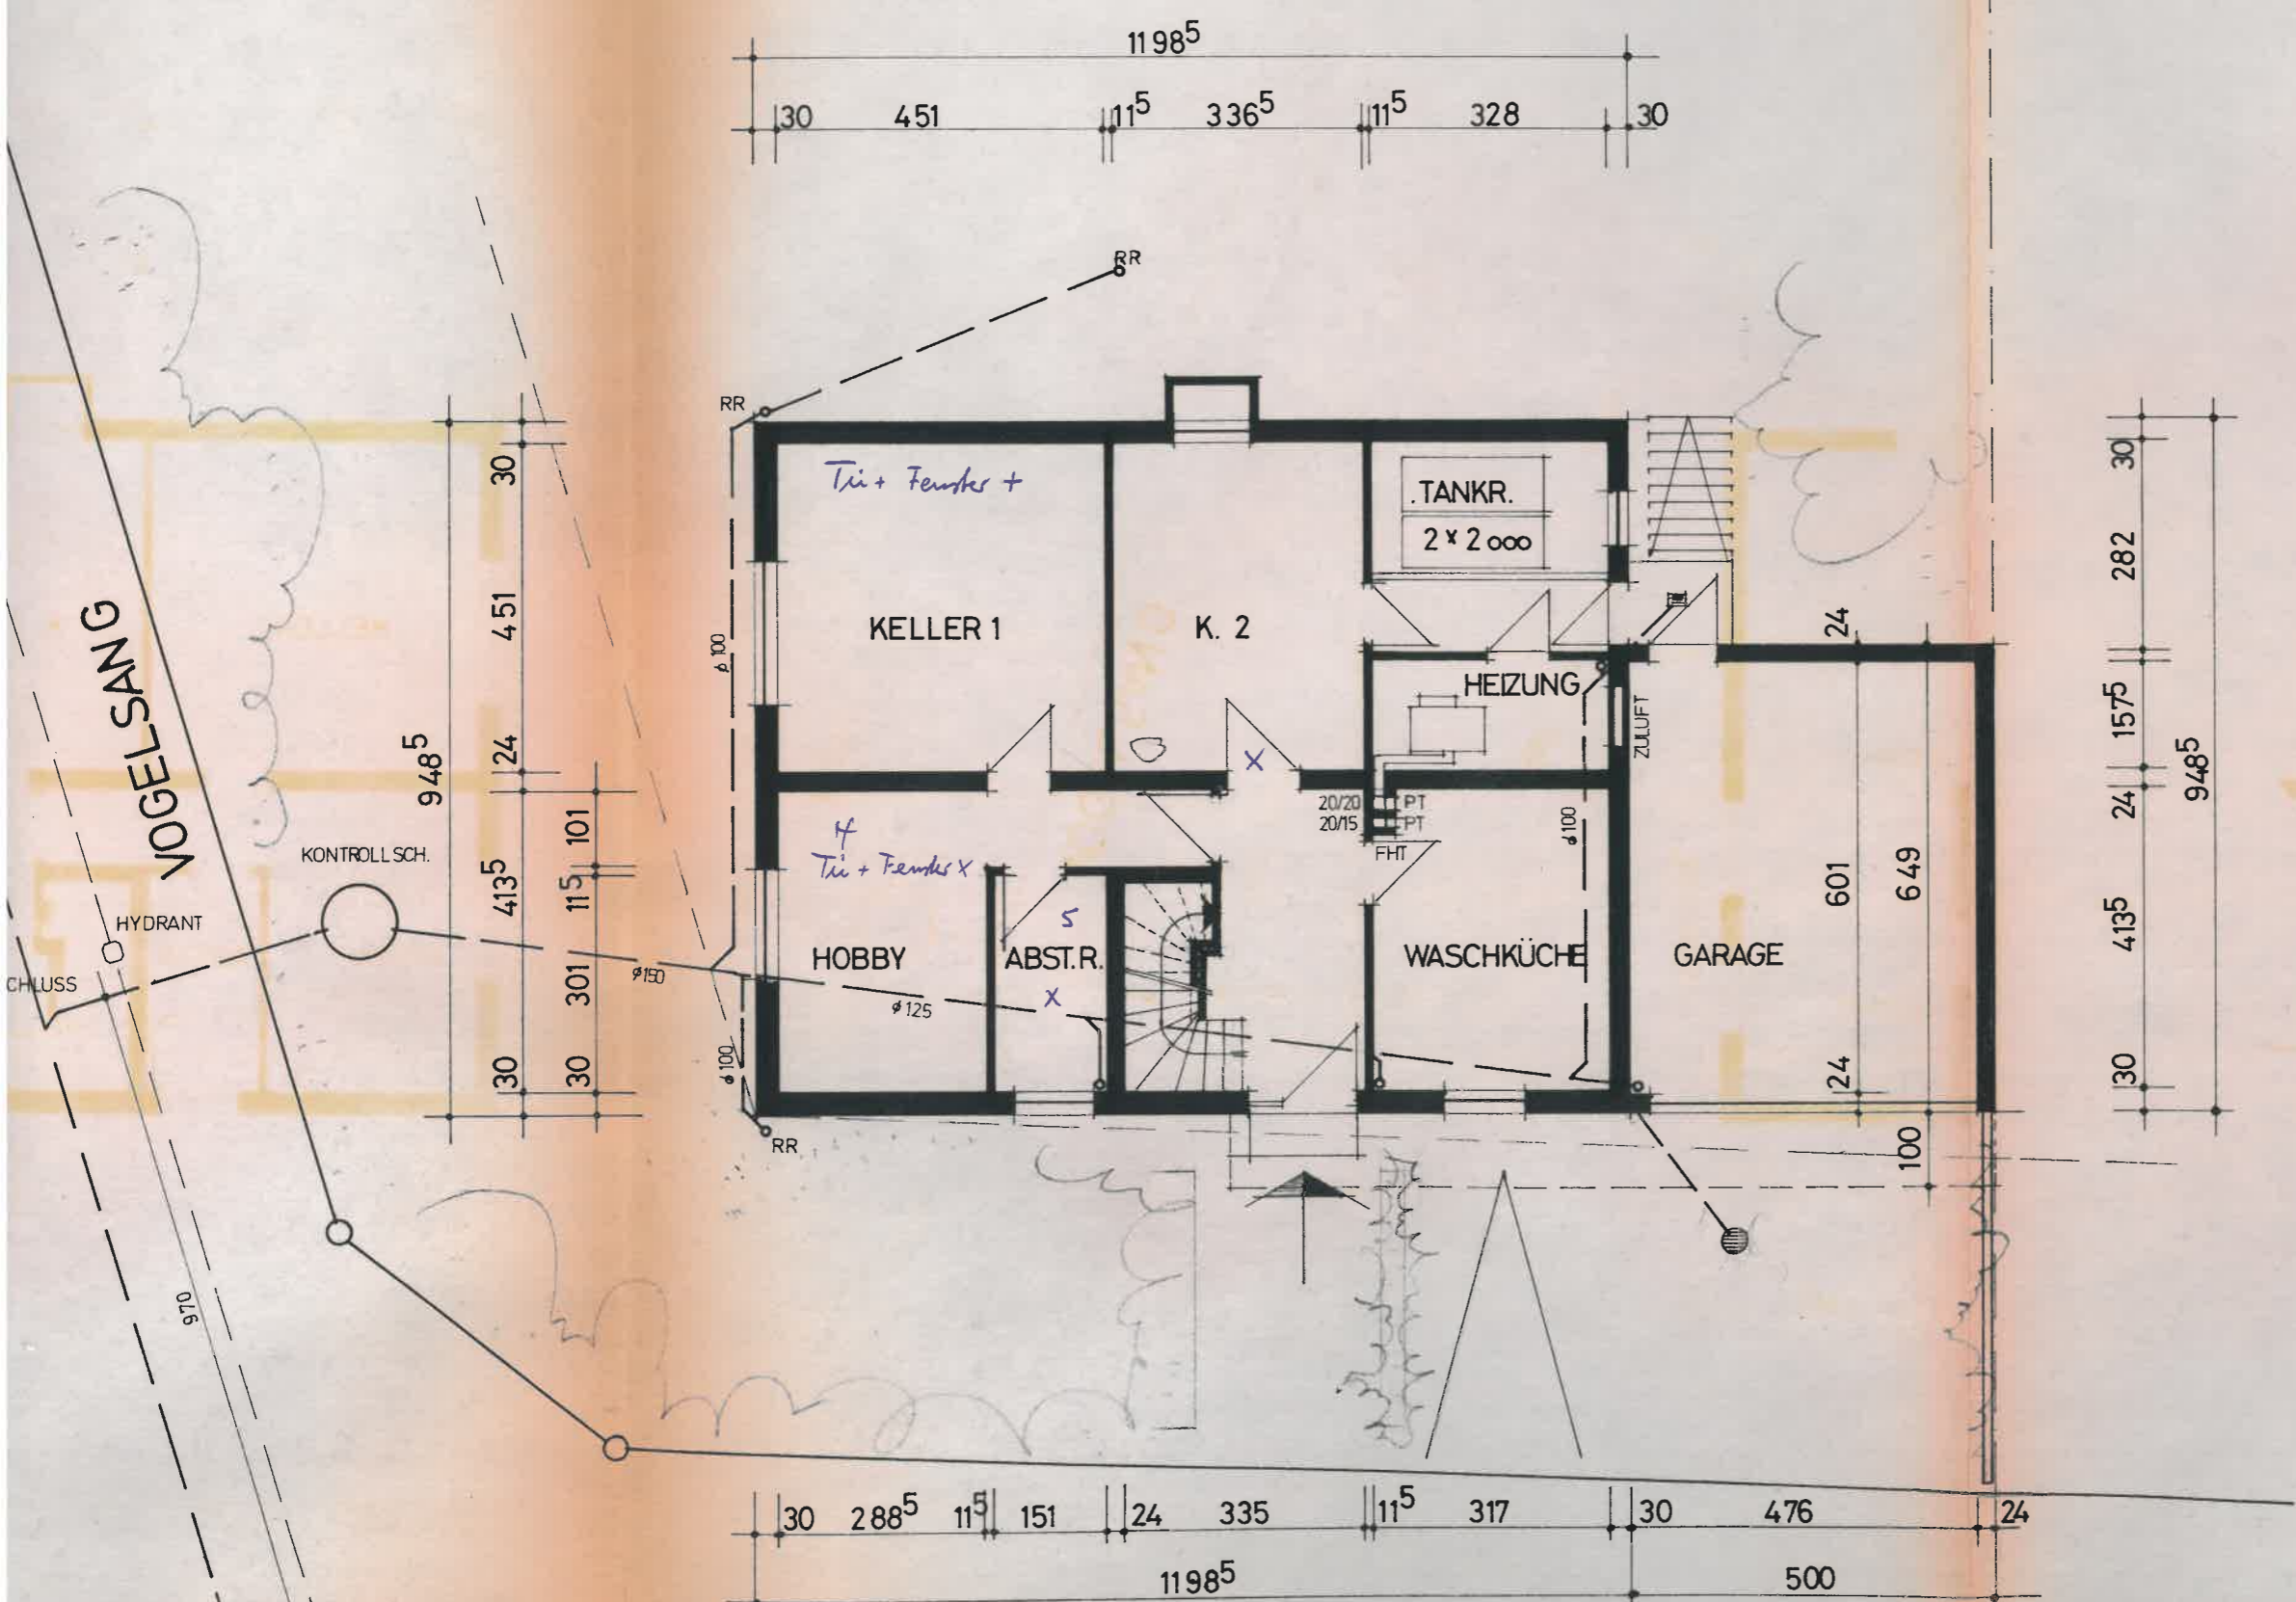 1198⁵
30 451 11⁵ 336⁵ 11⁵ 328 30
RR
RR
Tü + Fenster +
.TANKR.
2 x 2000
KELLER 1
K. 2
HEIZUNG
ZULUFT
x
20/20 PT
20/15 PT
FHT
4
Tü + Fenster x
5
HOBBY
ABST.R.
x
WASCHKÜCHE
GARAGE
VOGELSANG
KONTROLLSCH.
HYDRANT
CHLUSS
970
ø 100
ø 150
ø 125
ø 100
ø 100
RR
948⁵
30
451
24
413⁵
30
101
11⁵
301
30
24
601
649
24
100
30
282
157⁵
24
413⁵
30
948⁵
30 288⁵ 11⁵ 151 24 335 11⁵ 317 30 476 24
1198⁵ 500